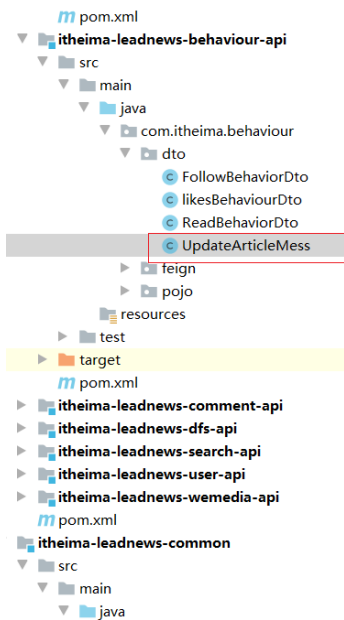 pom.xml
itheima-leadnews-behaviour-api
src
main
java
com.itheima.behaviour
dto
FollowBehaviorDto
likesBehaviourDto
ReadBehaviorDto
UpdateArticleMess
feign
pojo
resources
test
target
pom.xml
itheima-leadnews-comment-api
itheima-leadnews-dfs-api
itheima-leadnews-search-api
itheima-leadnews-user-api
itheima-leadnews-wemedia-api
pom.xml
itheima-leadnews-common
src
main
java